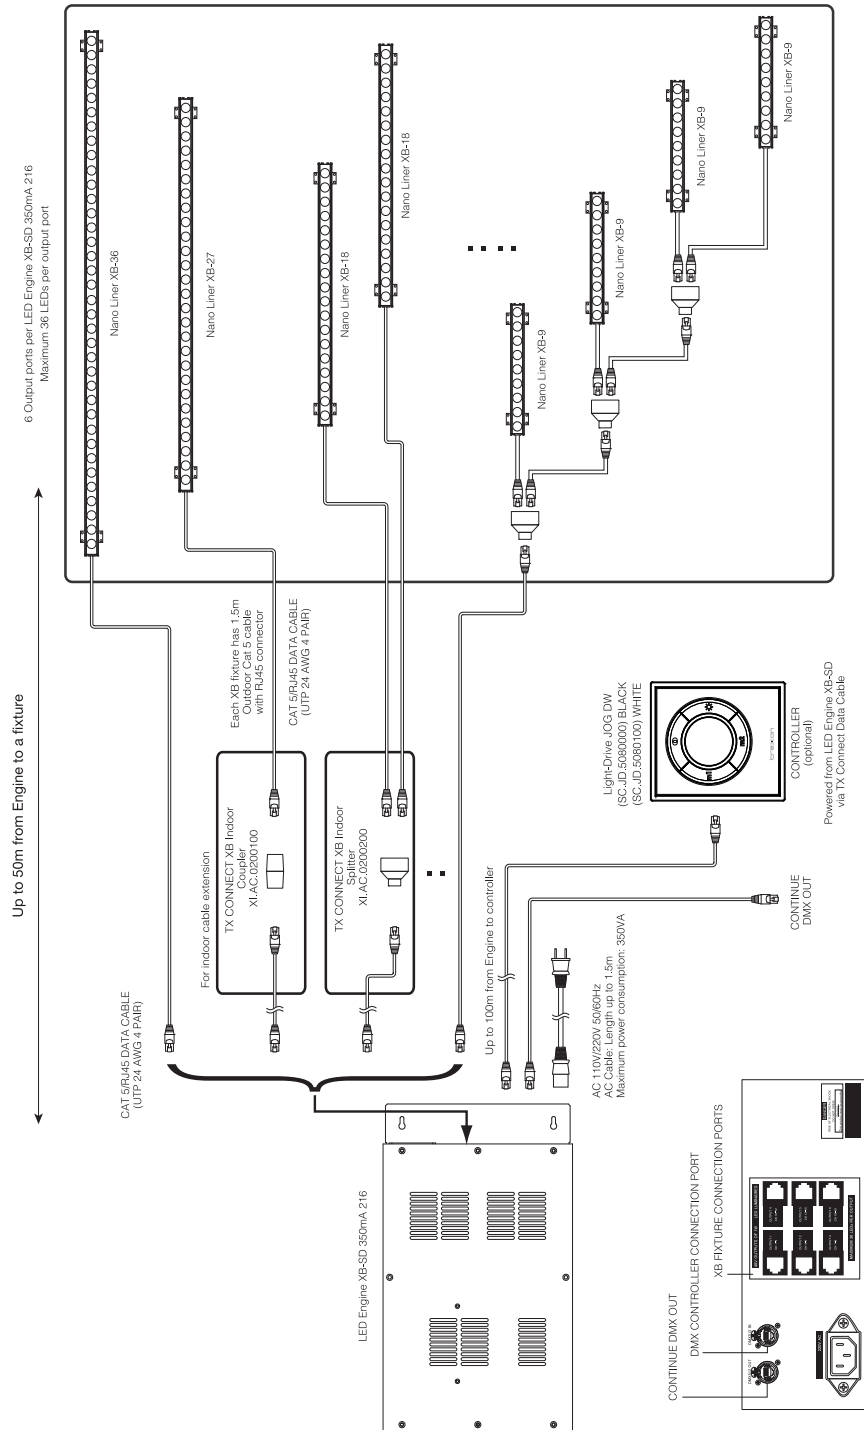 Up to 50m from Engine to a fixture
6 Output ports per LED Engine XB-SD 350mA 216
Maximum 36 LEDs per output port
Nano Liner XB-36
Nano Liner XB-27
Nano Liner XB-18
Nano Liner XB-18
Nano Liner XB-9
Nano Liner XB-9
Nano Liner XB-9
Nano Liner XB-9
CAT 5/RJ45 DATA CABLE
(UTP 24 AWG 4 PAIR)
For indoor cable extension
TX CONNECT XB Indoor
Coupler
XI.AC.0200100
Each XB fixture has 1.5m
Outdoor Cat 5 cable
with RJ45 connector
CAT 5/RJ45 DATA CABLE
(UTP 24 AWG 4 PAIR)
TX CONNECT XB Indoor
Splitter
XI.AC.0200200
LED Engine XB-SD 350mA 216
Up to 100m from Engine to controller
AC 110V/220V 50/60Hz
AC Cable: Length up to 1.5m
Maximum power consumption: 350VA
Light-Drive JOG DW
(SC.JD.5080000) BLACK
(SC.JD.5080100) WHITE
traxon
CONTROLLER
(optional)
Powered from LED Engine XB-SD
via TX Connect Data Cable
CONTINUE
DMX OUT
CONTINUE DMX OUT
DMX CONTROLLER CONNECTION PORT
XB FIXTURE CONNECTION PORTS
MAXIMUM 36 LEDS PER OUTPUT